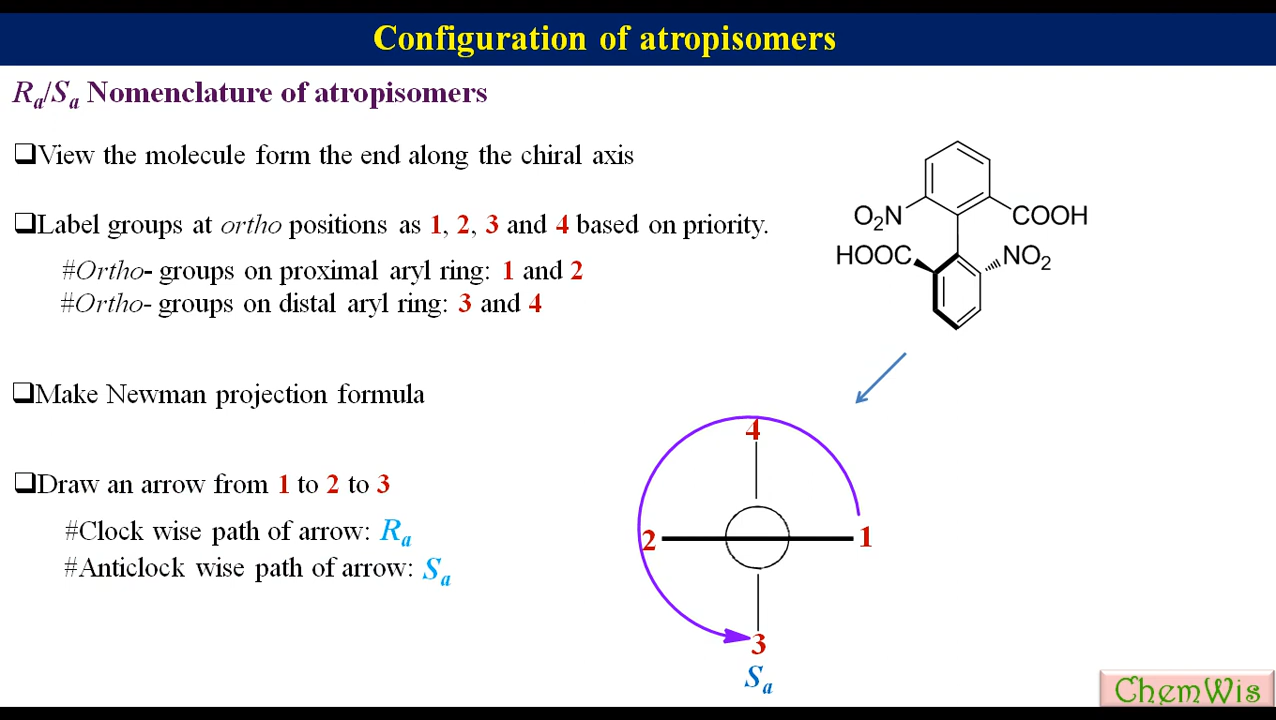 Configuration of atropisomers
Ra/Sa Nomenclature of atropisomers
❑View the molecule form the end along the chiral axis
❑Label groups at ortho positions as 1, 2, 3 and 4 based on priority.
#Ortho- groups on proximal aryl ring: 1 and 2
#Ortho- groups on distal aryl ring: 3 and 4
❑Make Newman projection formula
❑Draw an arrow from 1 to 2 to 3
#Clock wise path of arrow: Ra
#Anticlock wise path of arrow: Sa
O2N
COOH
HOOC
NO2
4
2
1
3
Sa
ChemWis